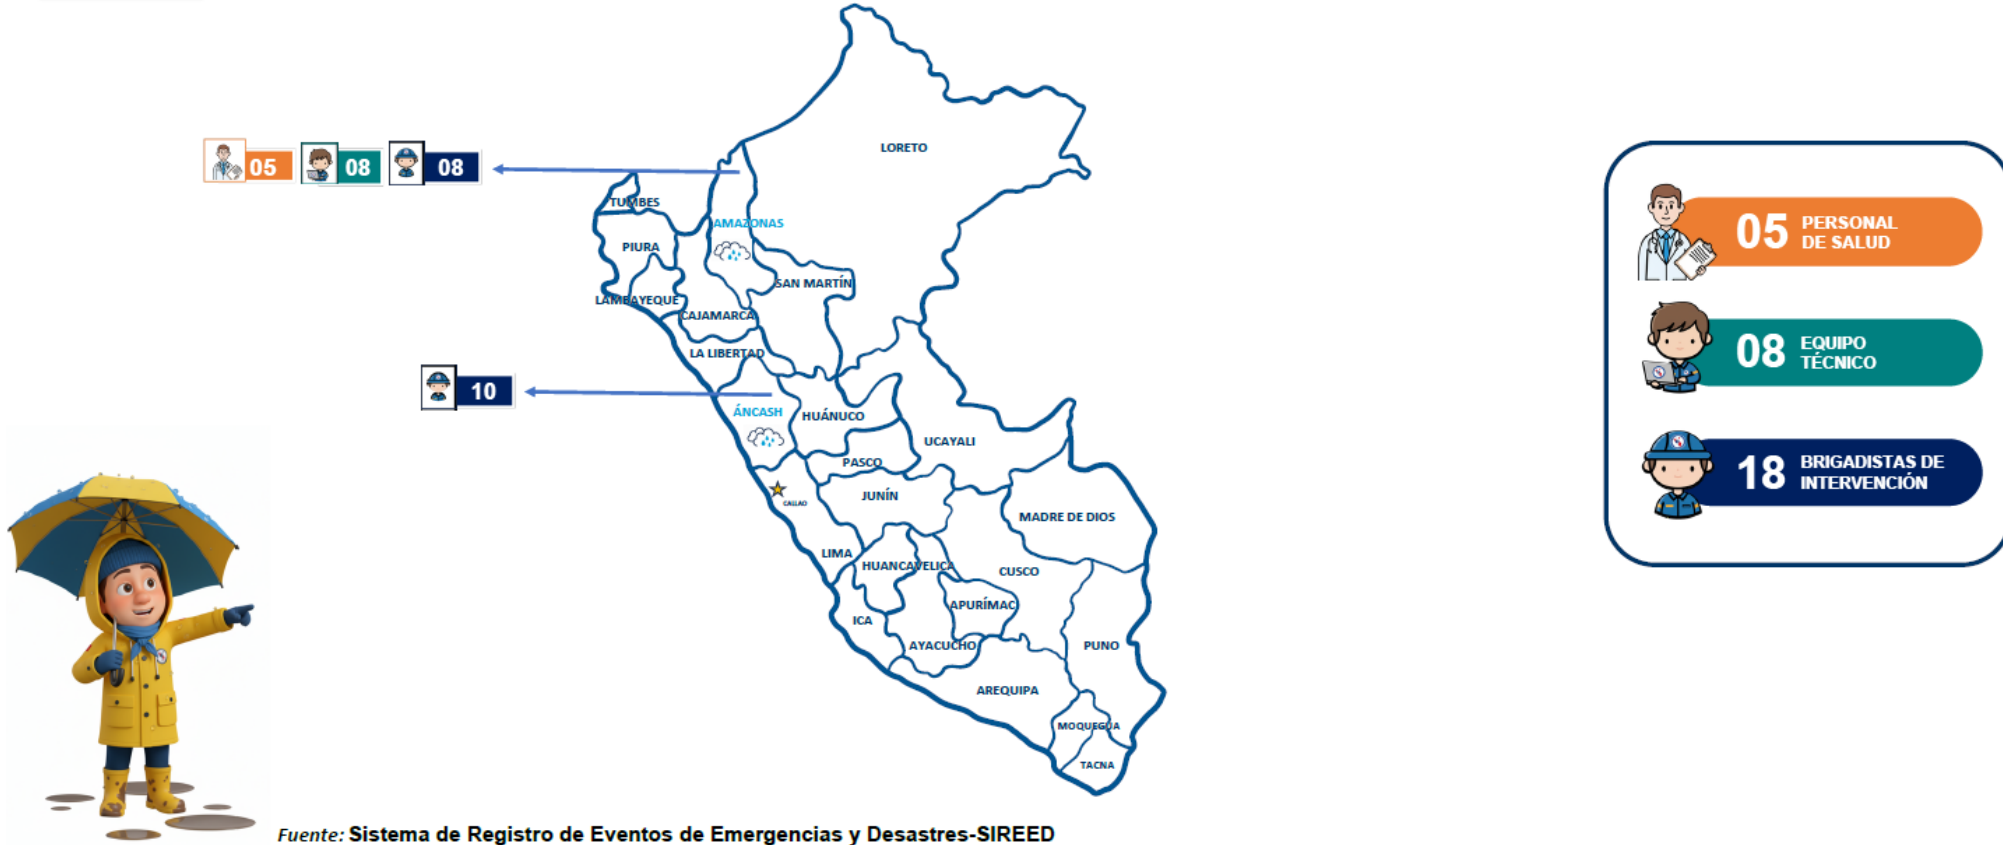 LORETO
05
08
08
TUMBES
AMAZONAS
PIURA
SAN MARTÍN
LAMBAYEQUE
CAJAMARCA
LA LIBERTAD
10
ÁNCASH
HUÁNUCO
UCAYALI
PASCO
JUNÍN
CALLAO
MADRE DE DIOS
LIMA
HUANCAVELICA
CUSCO
APURÍMAC
ICA
AYACUCHO
PUNO
AREQUIPA
MOQUEGUA
TACNA
05 PERSONAL
DE SALUD
08 EQUIPO
TÉCNICO
18 BRIGADISTAS DE
INTERVENCIÓN
Fuente: Sistema de Registro de Eventos de Emergencias y Desastres-SIREED